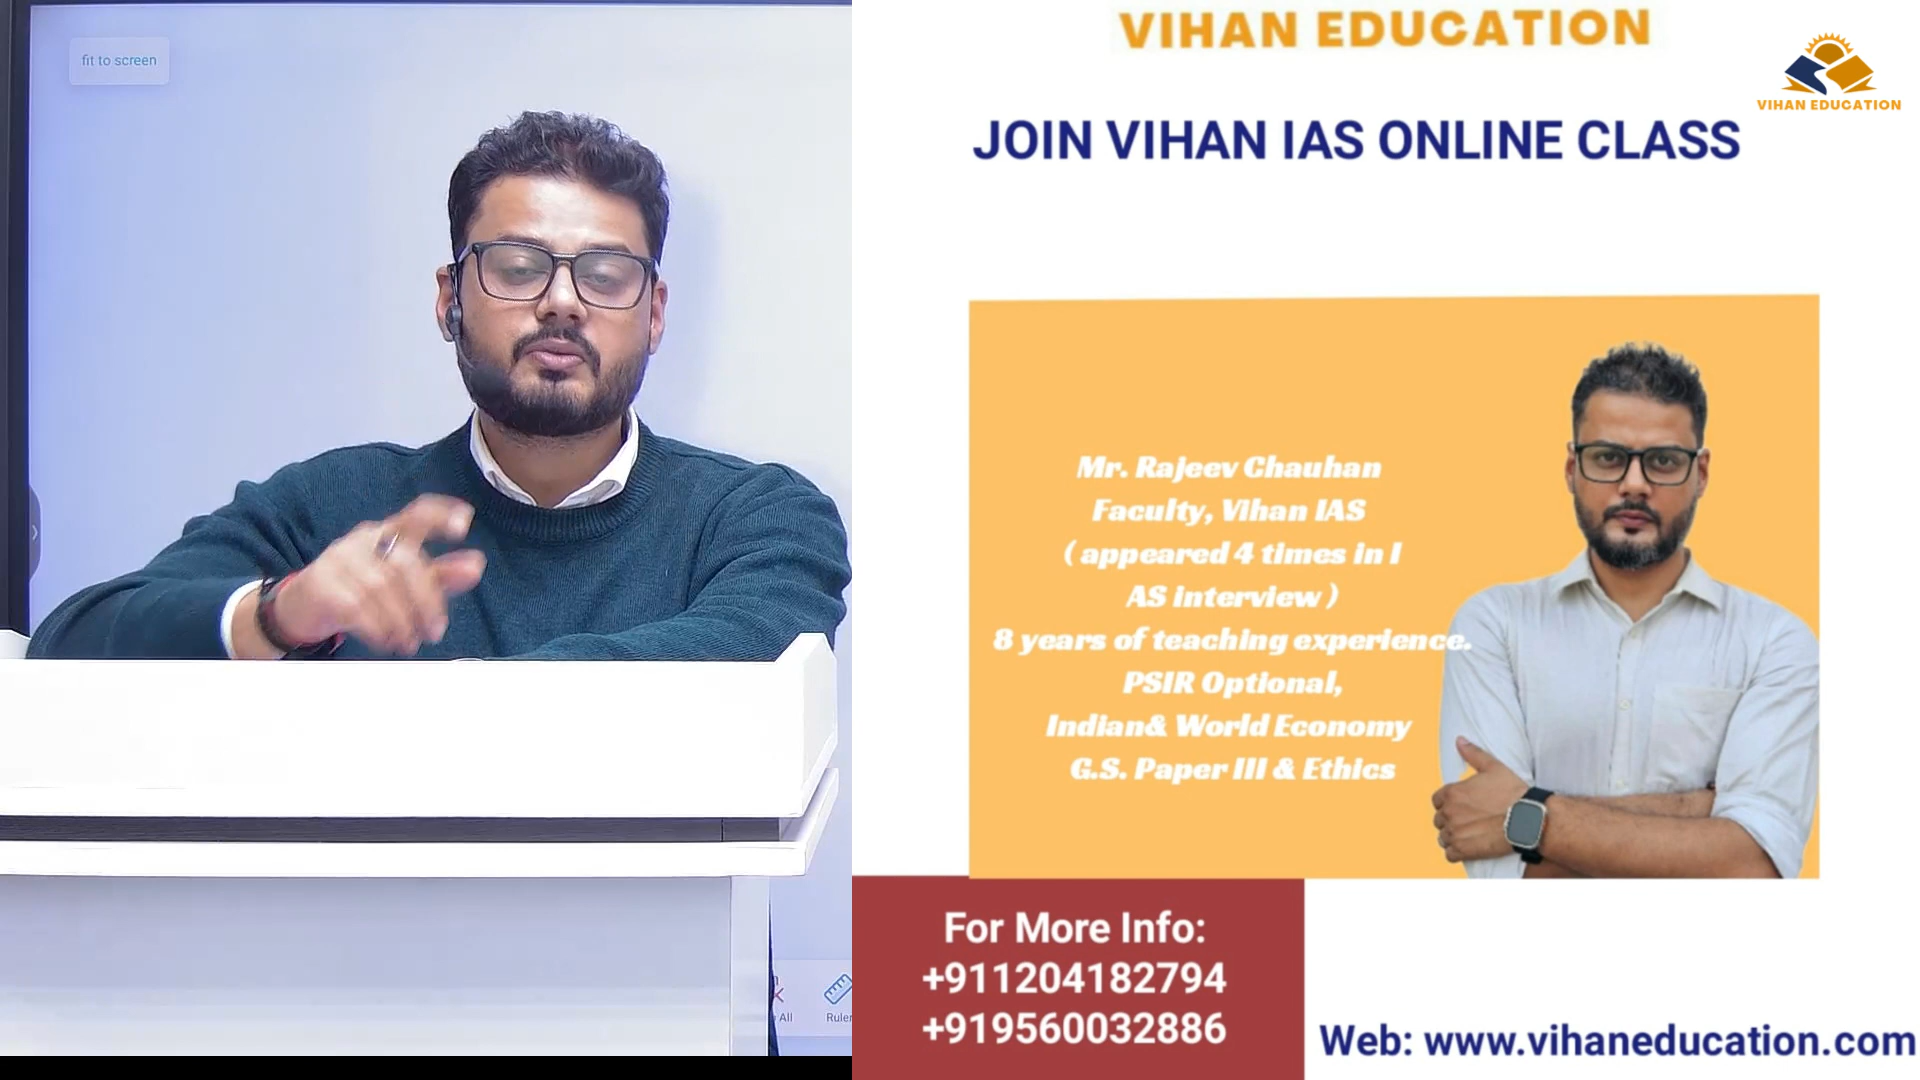 fit to screen
All
Ruler
VIHAN EDUCATION
VIHAN EDUCATION
JOIN VIHAN IAS ONLINE CLASS
Mr. Rajeev Chauhan
Faculty, Vihan IAS
( appeared 4 times in I
AS interview )
8 years of teaching experience.
PSIR Optional,
Indian& World Economy
G.S. Paper III & Ethics
For More Info:
+911204182794
+919560032886
Web: www.vihaneducation.com